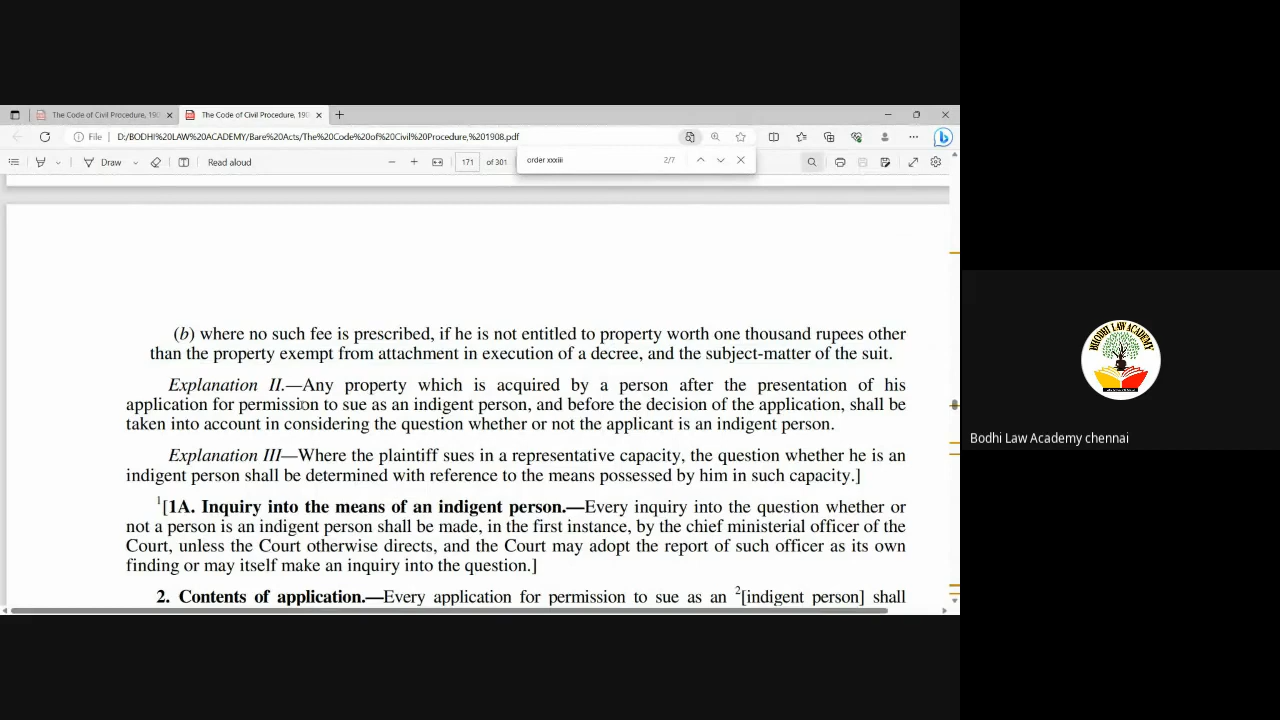 The Code of Civil Procedure, 190
The Code of Civil Procedure, 190
File
D:/BODHI%20LAW%20ACADEMY/Bare%20Acts/The%20Code%20of%20Civil%20Procedure,%201908.pdf
Draw
Read aloud
171
of 301
order xxxiii
2/7
(b) where no such fee is prescribed, if he is not entitled to property worth one thousand rupees other
than the property exempt from attachment in execution of a decree, and the subject-matter of the suit.
Explanation II.—Any property which is acquired by a person after the presentation of his
application for permission to sue as an indigent person, and before the decision of the application, shall be
taken into account in considering the question whether or not the applicant is an indigent person.
Explanation III—Where the plaintiff sues in a representative capacity, the question whether he is an
indigent person shall be determined with reference to the means possessed by him in such capacity.]
1[1A. Inquiry into the means of an indigent person.—Every inquiry into the question whether or
not a person is an indigent person shall be made, in the first instance, by the chief ministerial officer of the
Court, unless the Court otherwise directs, and the Court may adopt the report of such officer as its own
finding or may itself make an inquiry into the question.]
2. Contents of application.—Every application for permission to sue as an 2[indigent person] shall
BHODHI LAW ACADEMY
Bodhi Law Academy chennai